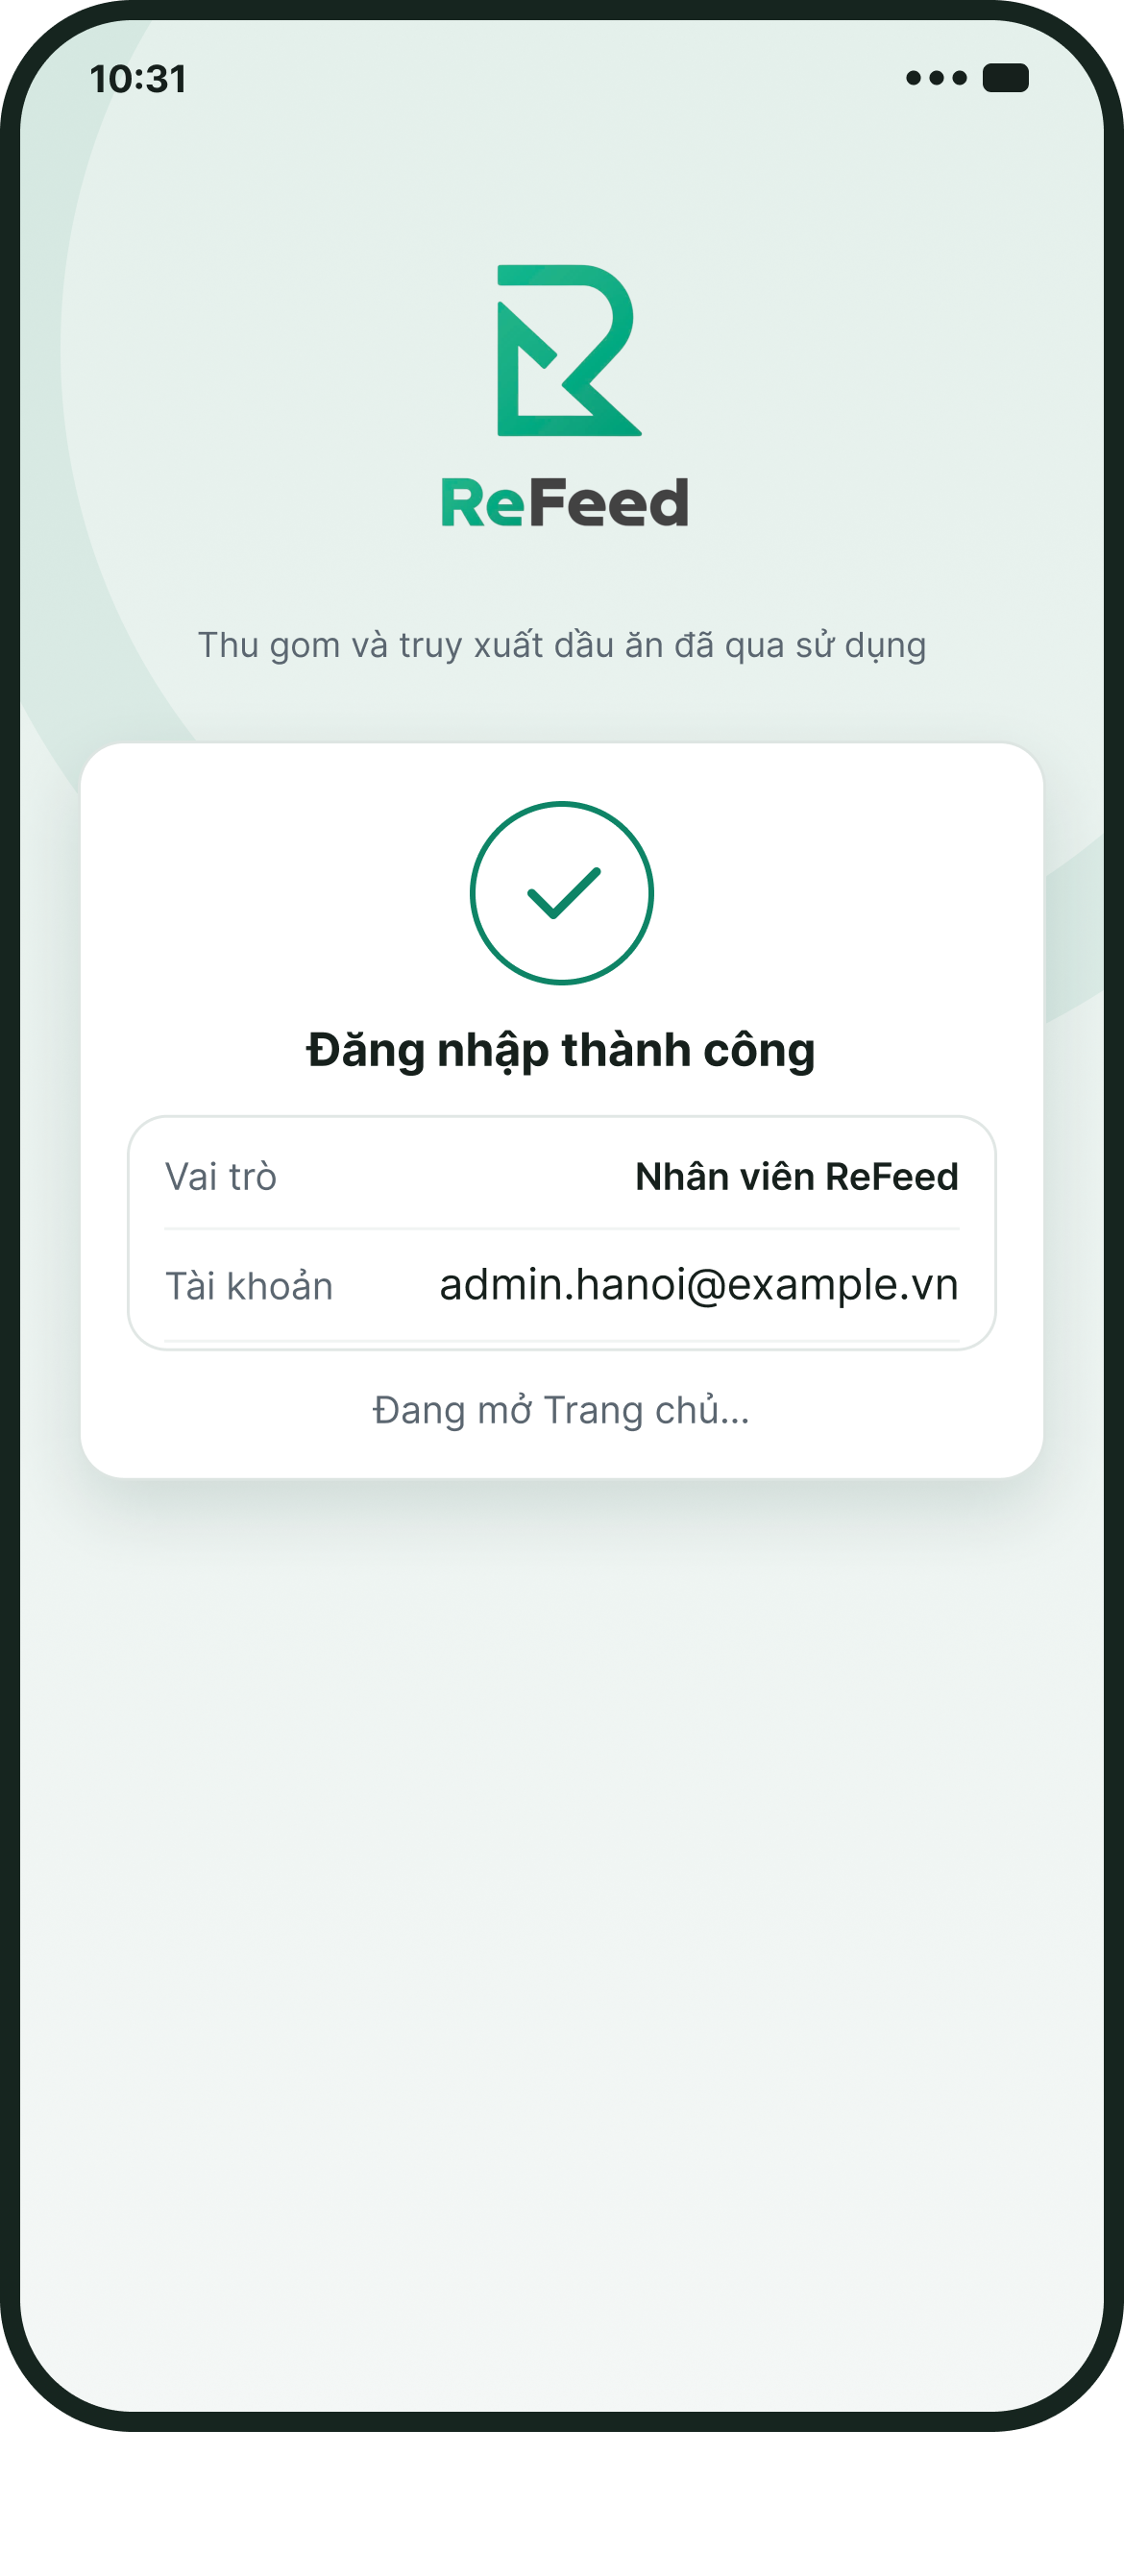 10:31
ReFeed
Thu gom và truy xuất dầu ăn đã qua sử dụng
Đăng nhập thành công
Vai trò Nhân viên ReFeed
Tài khoản admin.hanoi@example.vn
Đang mở Trang chủ...